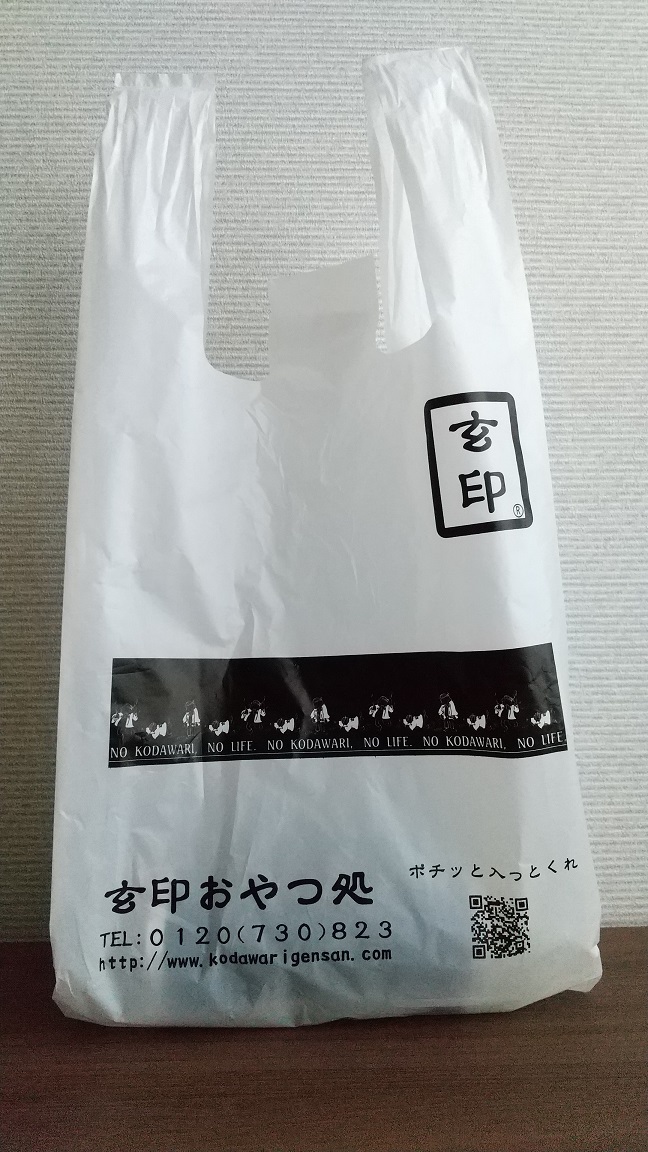 玄
印
®
NO KODAWARI, NO LIFE. NO KODAWARI, NO LIFE. NO KODAWARI, NO LIFE.
ポチッと入っとくれ
玄印おやつ処
TEL:0120(730)823
http://www.kodawarigensan.com